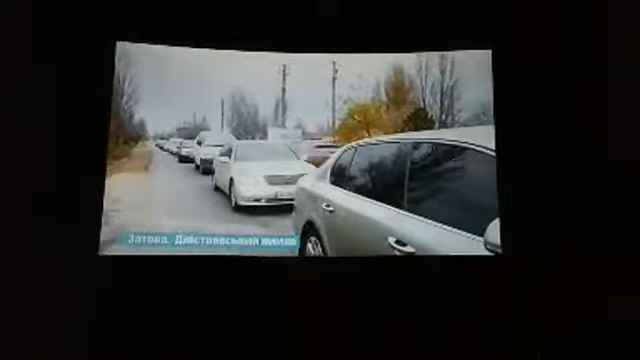 Затока. Дністровський лиман